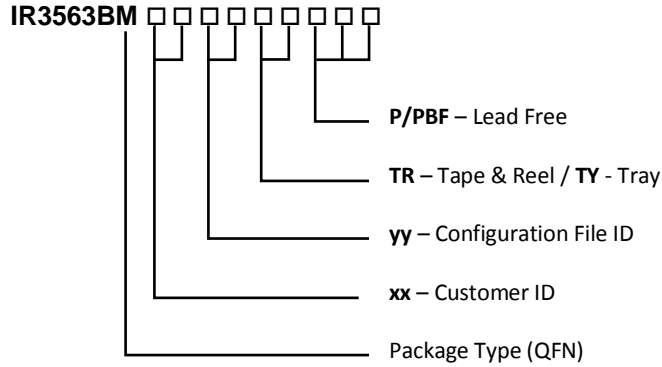 IR3563BM □ □ □ □ □ □ □ □ □
P/PBF – Lead Free
TR – Tape & Reel / TY - Tray
yy – Configuration File ID
xx – Customer ID
Package Type (QFN)